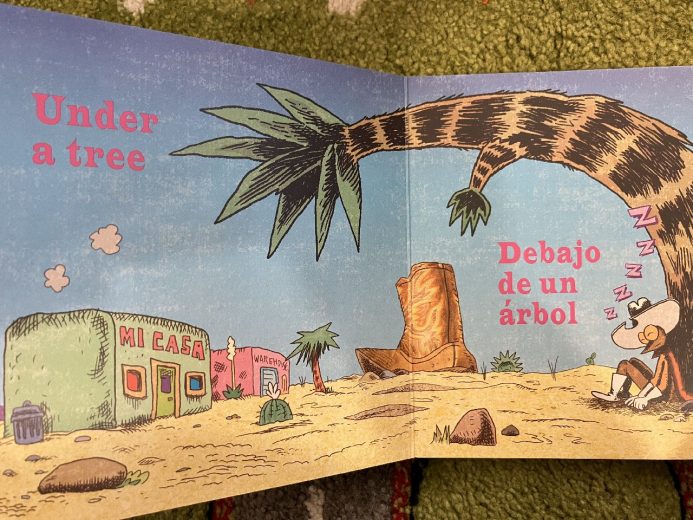 Under
a tree
Debajo
de un
árbol
Z
Z
Z
Z
Z
Z
MI CASA